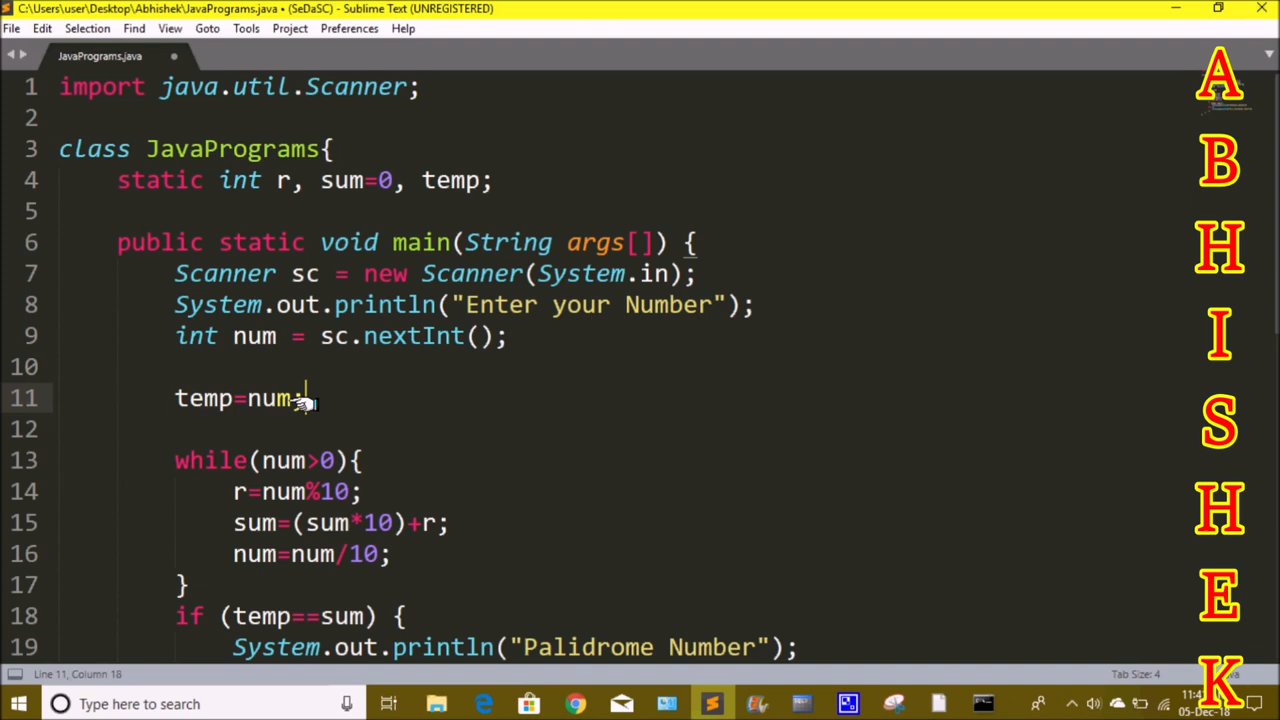 C:\Users\user\Desktop\Abhishek\JavaPrograms.java • (SeDaSC) - Sublime Text (UNREGISTERED)
File Edit Selection Find View Goto Tools Project Preferences Help
JavaPrograms.java
1 import java.util.Scanner;
2
3 class JavaPrograms{
4 static int r, sum=0, temp;
5
6 public static void main(String args[]) {
7 Scanner sc = new Scanner(System.in);
8 System.out.println("Enter your Number");
9 int num = sc.nextInt();
10
11 temp=num;
12
13 while(num>0){
14 r=num%10;
15 sum=(sum*10)+r;
16 num=num/10;
17 }
18 if (temp==sum) {
19 System.out.println("Palidrome Number");
Line 11, Column 18
Tab Size: 4
Type here to search
05-Dec-18
A
B
H
I
S
H
E
K